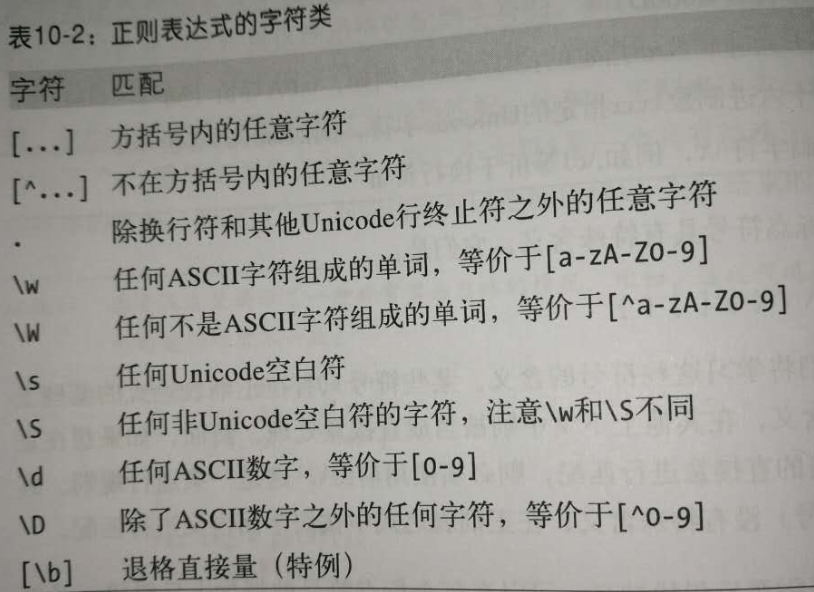 表10-2：正则表达式的字符类
字符 匹配
[...] 方括号内的任意字符
[^...] 不在方括号内的任意字符
. 除换行符和其他Unicode行终止符之外的任意字符
\w 任何ASCII字符组成的单词，等价于[a-zA-Z0-9]
\W 任何不是ASCII字符组成的单词，等价于[^a-zA-Z0-9]
\s 任何Unicode空白符
\S 任何非Unicode空白符的字符，注意\w和\S不同
\d 任何ASCII数字，等价于[0-9]
\D 除了ASCII数字之外的任何字符，等价于[^0-9]
[\b] 退格直接量（特例）